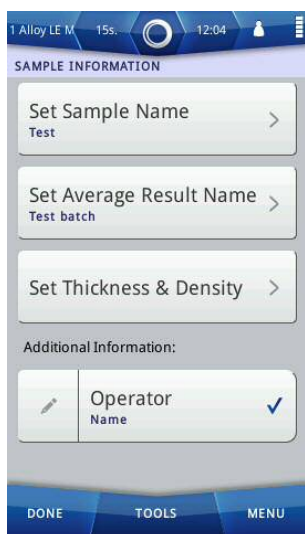 1 Alloy LE M 15s. 12:04
SAMPLE INFORMATION
Set Sample Name
Test
Set Average Result Name
Test batch
Set Thickness & Density
Additional Information:
Operator
Name
DONE TOOLS MENU